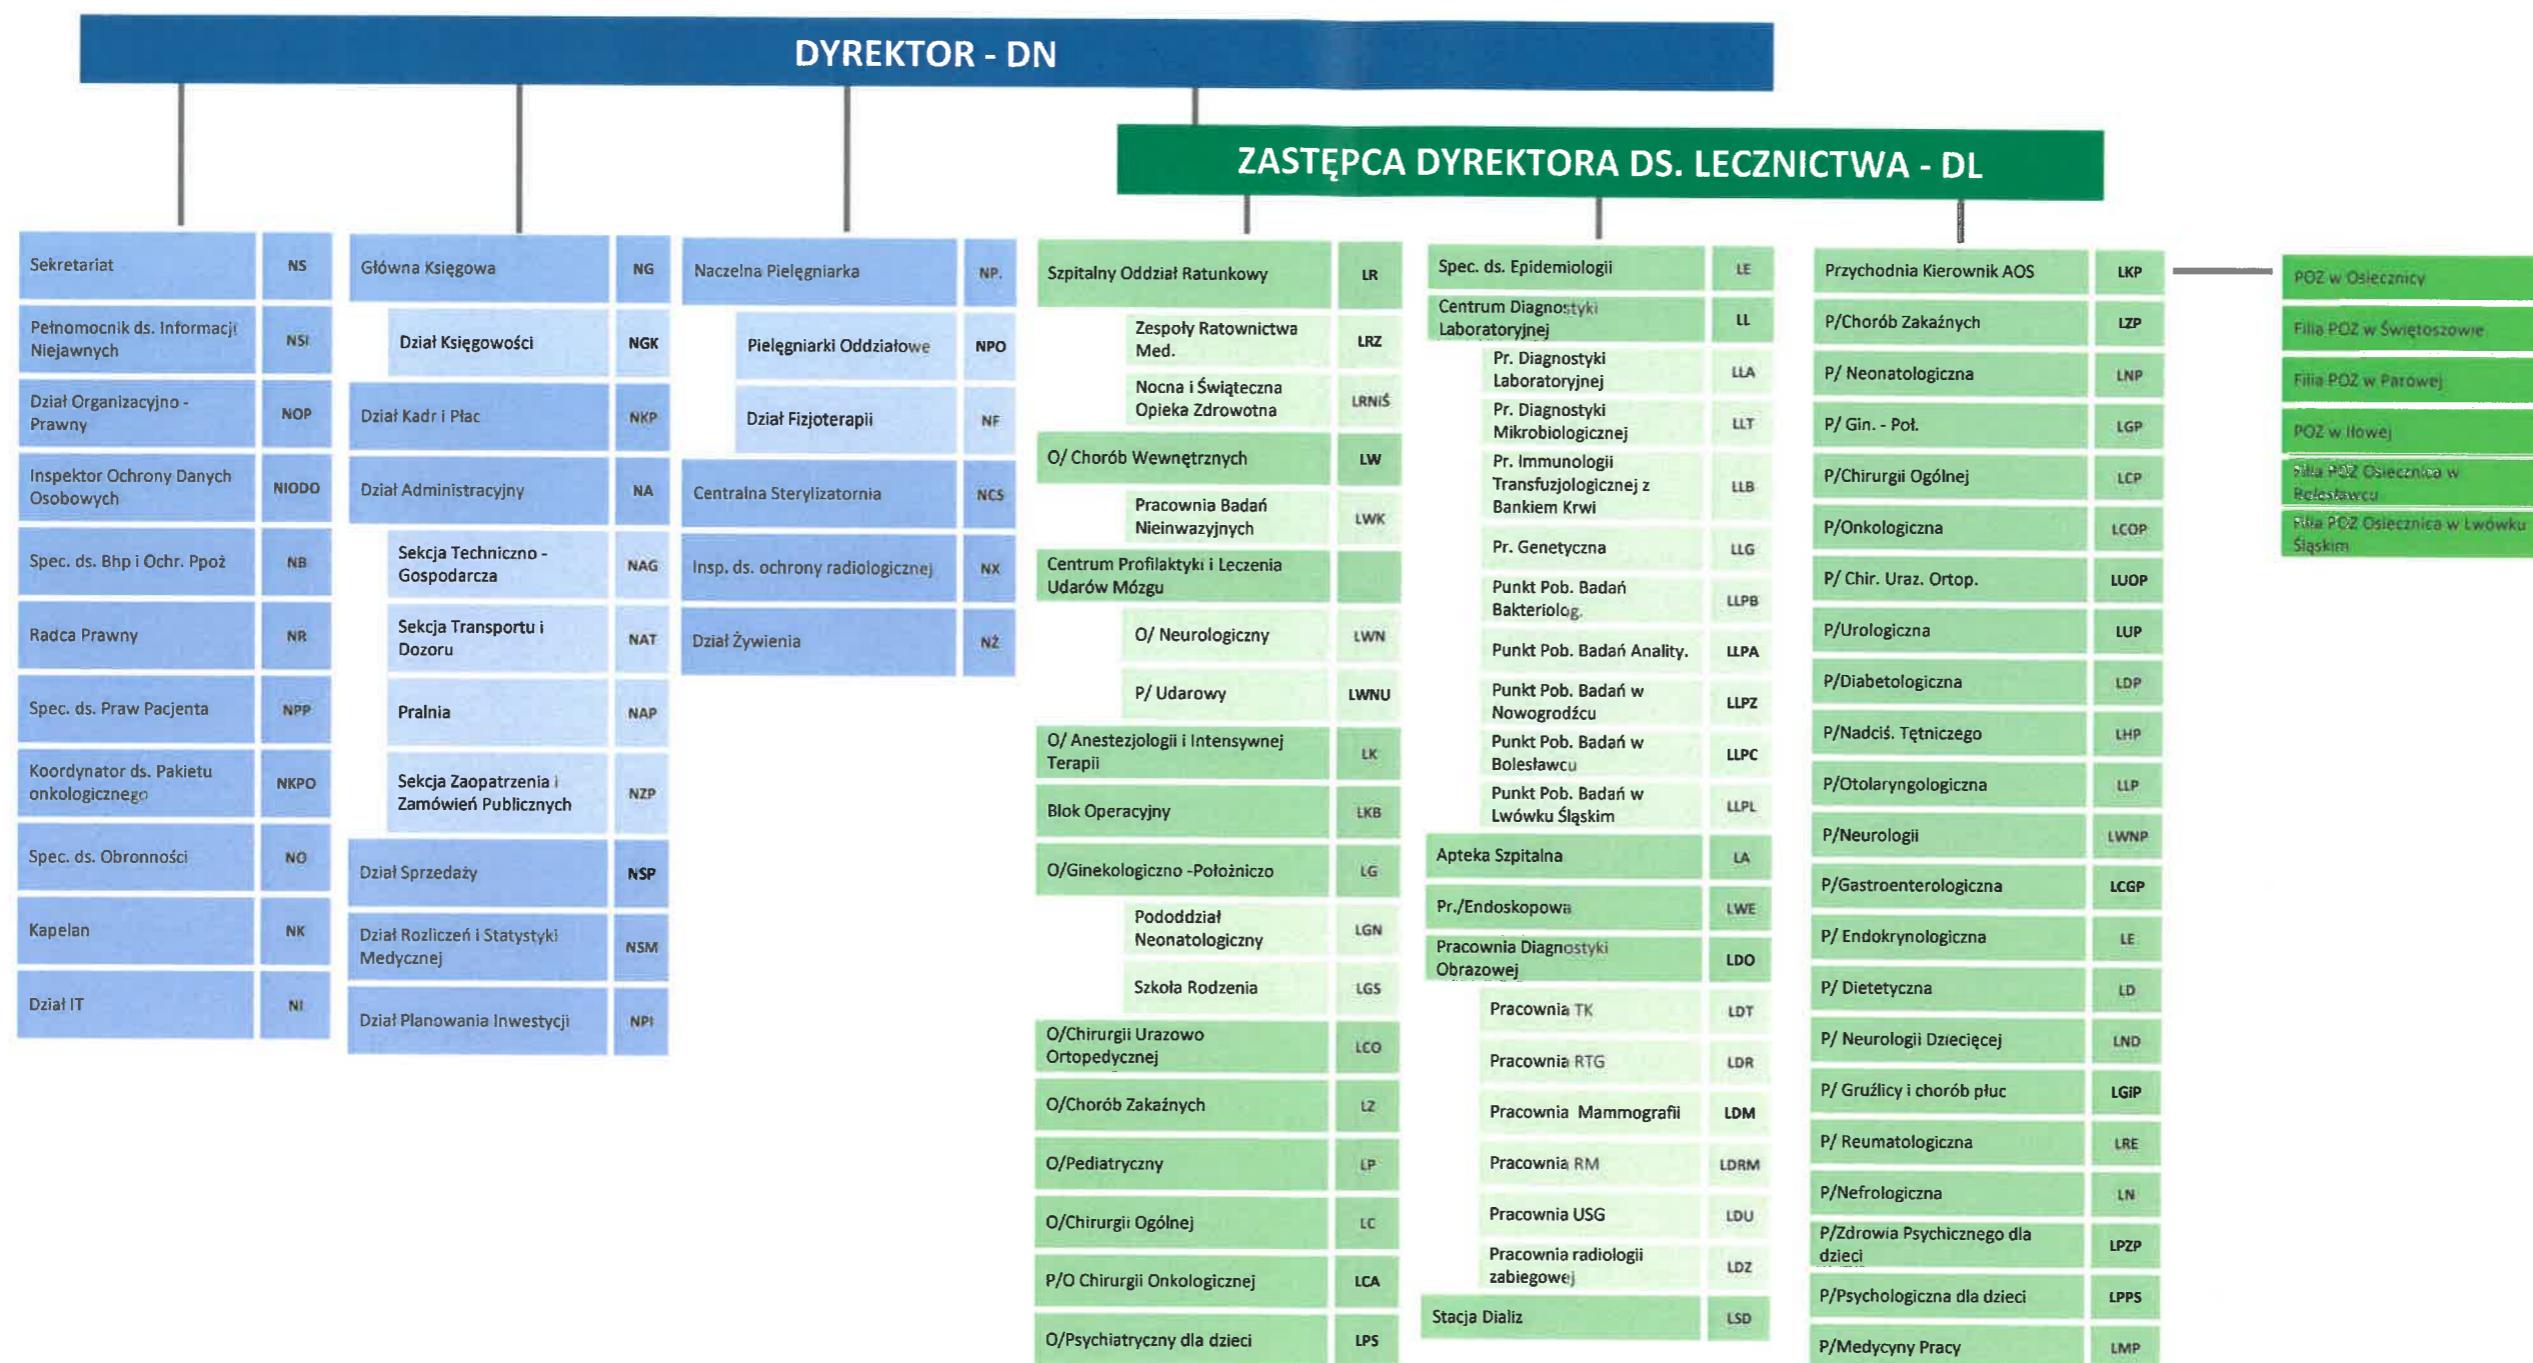 DYREKTOR - DN
ZASTĘPCA DYREKTORA DS. LECZNICTWA - DL
Sekretariat NS
Pełnomocnik ds. Informacji
Niejawnych NSI
Dział Organizacyjno -
Prawny NOP
Inspektor Ochrony Danych
Osobowych NIODO
Spec. ds. Bhp i Ochr. Ppoż NB
Radca Prawny NR
Spec. ds. Praw Pacjenta NPP
Koordynator ds. Pakietu
onkologicznego NKPO
Spec. ds. Obronności NO
Kapelan NK
Dział IT NI
Główna Księgowa NG
Dział Księgowości NGK
Dział Kadr i Płac NKP
Dział Administracyjny NA
Sekcja Techniczno -
Gospodarcza NAG
Sekcja Transportu i
Dozoru NAT
Pralnia NAP
Sekcja Zaopatrzenia i
Zamówień Publicznych NZP
Dział Sprzedaży NSP
Dział Rozliczeń i Statystyki
Medycznej NSM
Dział Planowania Inwestycji NPI
Naczelna Pielęgniarka NP.
Pielęgniarki Oddziałowe NPO
Dział Fizjoterapii NF
Centralna Sterylizatornia NCS
Insp. ds. ochrony radiologicznej NX
Dział Żywienia NŻ
Szpitalny Oddział Ratunkowy LR
Zespoły Ratownictwa
Med. LRZ
Nocna i Świąteczna
Opieka Zdrowotna LRNiŚ
O/ Chorób Wewnętrznych LW
Pracownia Badań
Nieinwazyjnych LWK
Centrum Profilaktyki i Leczenia
Udarów Mózgu
O/ Neurologiczny LWN
P/ Udarowy LWNU
O/ Anestezjologii i Intensywnej
Terapii LK
Blok Operacyjny LKB
O/Ginekologiczno -Położniczo LG
Pododdział
Neonatologiczny LGN
Szkoła Rodzenia LGS
O/Chirurgii Urazowo
Ortopedycznej LCO
O/Chorób Zakaźnych LZ
O/Pediatryczny LP
O/Chirurgii Ogólnej LC
P/O Chirurgii Onkologicznej LCA
O/Psychiatryczny dla dzieci LPS
Spec. ds. Epidemiologii LE
Centrum Diagnostyki
Laboratoryjnej LL
Pr. Diagnostyki
Laboratoryjnej LLA
Pr. Diagnostyki
Mikrobiologicznej LLT
Pr. Immunologii
Transfuzjologicznej z
Bankiem Krwi LLB
Pr. Genetyczna LLG
Punkt Pob. Badań
Bakteriolog. LLPB
Punkt Pob. Badań Anality. LLPA
Punkt Pob. Badań w
Nowogrodźcu LLPZ
Punkt Pob. Badań w
Bolesławcu LLPC
Punkt Pob. Badań w
Lwówku Śląskim LLPL
Apteka Szpitalna LA
Pr./Endoskopowa LWE
Pracownia Diagnostyki
Obrazowej LDO
Pracownia TK LDT
Pracownia RTG LDR
Pracownia Mammografii LDM
Pracownia RM LDRM
Pracownia USG LDU
Pracownia radiologii
zabiegowej LDZ
Stacja Dializ LSD
Przychodnia Kierownik AOS LKP
P/Chorób Zakaźnych LZP
P/ Neonatologiczna LNP
P/ Gin. - Poł. LGP
P/Chirurgii Ogólnej LCP
P/Onkologiczna LCOP
P/ Chir. Uraz. Ortop. LUOP
P/Urologiczna LUP
P/Diabetologiczna LDP
P/Nadciś. Tętniczego LHP
P/Otolaryngologiczna LLP
P/Neurologii LWNP
P/Gastroenterologiczna LCGP
P/ Endokrynologiczna LE
P/ Dietetyczna LD
P/ Neurologii Dziecięcej LND
P/ Gruźlicy i chorób płuc LGiP
P/ Reumatologiczna LRE
P/Nefrologiczna LN
P/Zdrowia Psychicznego dla
dzieci LPZP
P/Psychologiczna dla dzieci LPPS
P/Medycyny Pracy LMP
POZ w Osiecznicy
Filia POZ w Świętoszowie
Filia POZ w Parowej
POZ w Iłowej
Filia POZ Osiecznica w
Bolesławcu
Filia POZ Osiecznica w Lwówku
Śląskim